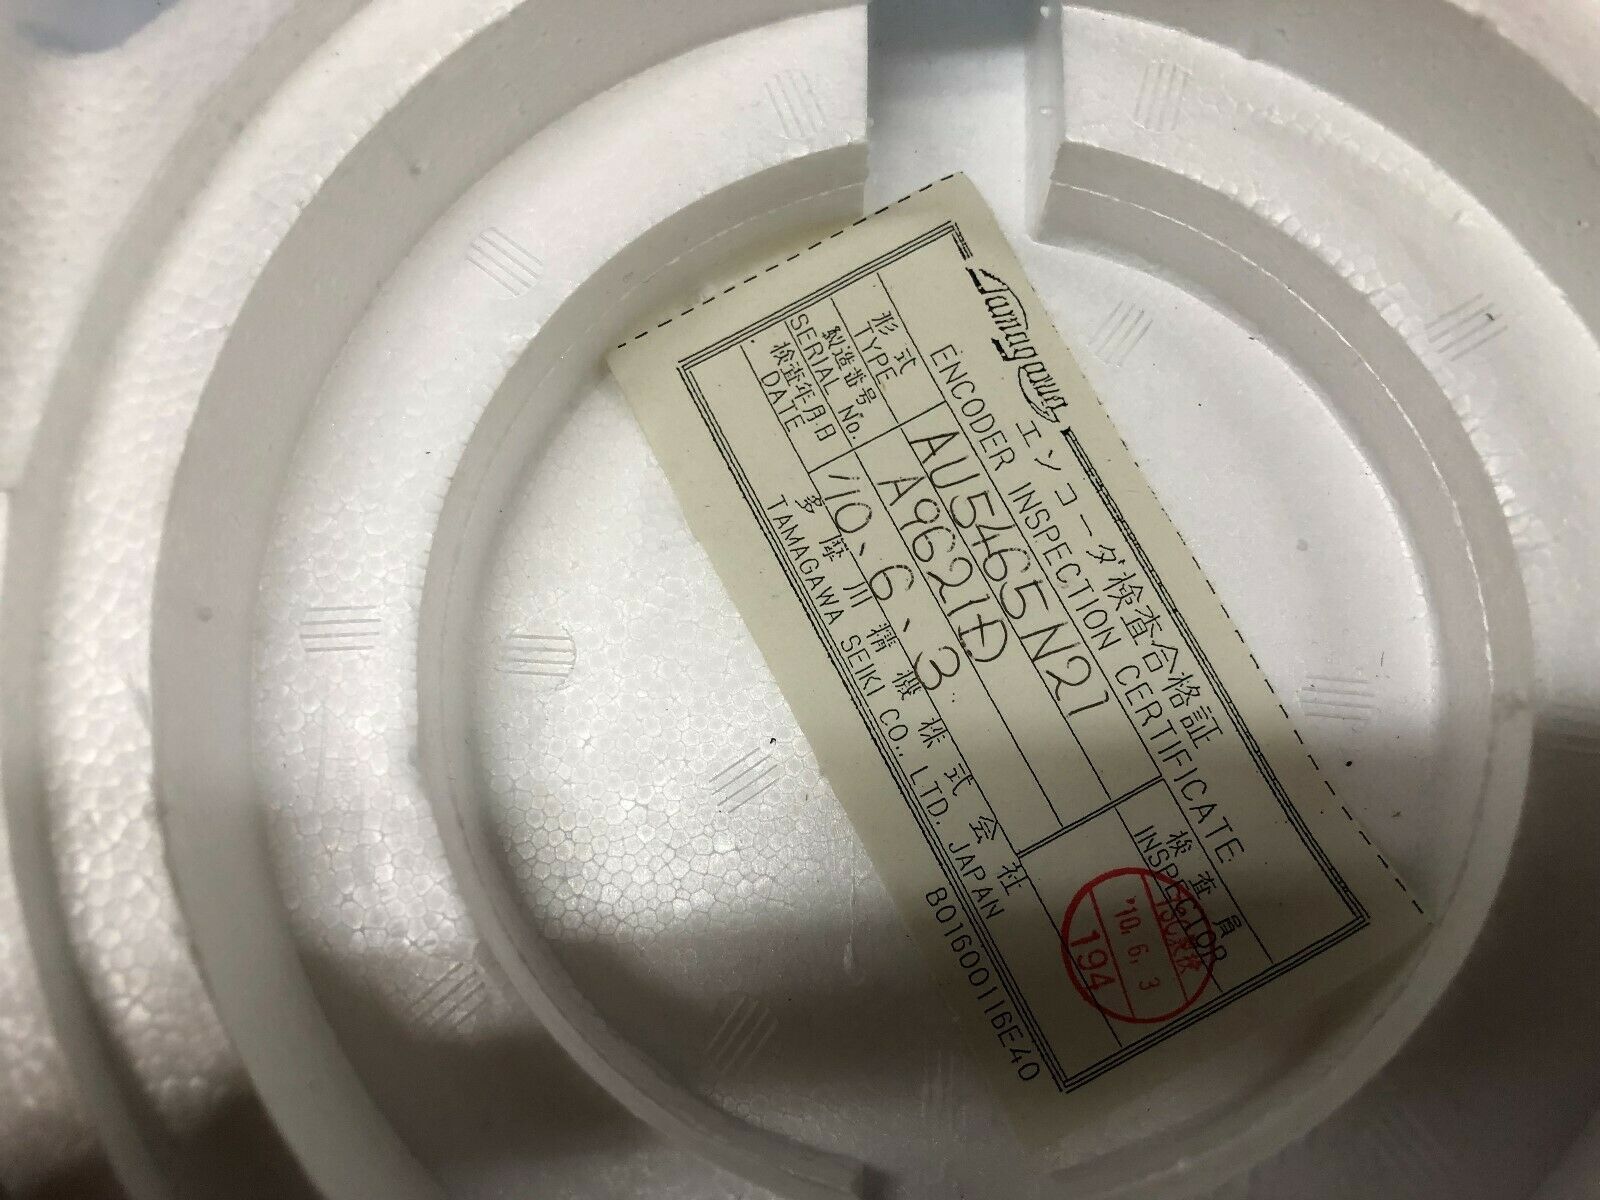 Tamagawa
エンコーダ検査合格証
ENCODER INSPECTION CERTIFICATE
形式
TYPE
AU5465N21
製造番号
SERIAL No.
A9621D
検査年月日
DATE
'10、6、3
検査員
INSPECTOR
'10.6.3
194
多摩川精機株式会社
TAMAGAWA SEIKI CO., LTD. JAPAN
B01600116E40